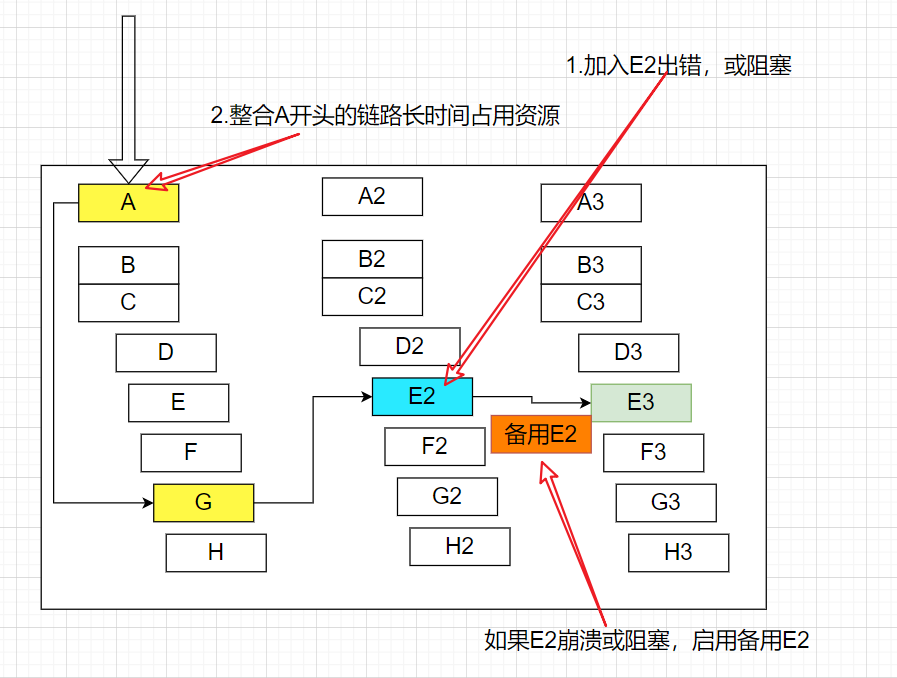 1.加入E2出错，或阻塞
2.整合A开头的链路长时间占用资源
A
A2
A3
B
B2
B3
C
C2
C3
D
D2
D3
E
E2
E3
备用E2
F
F2
F3
G
G2
G3
H
H2
H3
如果E2崩溃或阻塞，启用备用E2